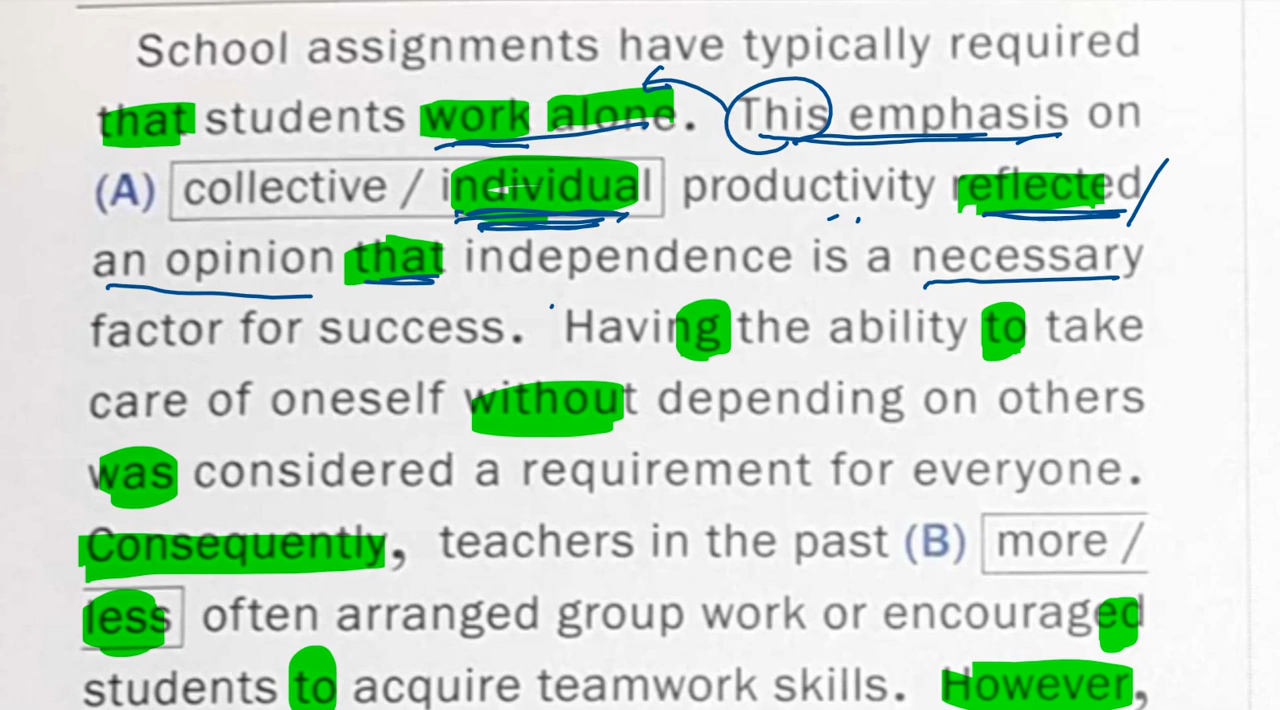 School assignments have typically required
that students work alone. This emphasis on
(A) collective / individual productivity reflected
an opinion that independence is a necessary
factor for success. Having the ability to take
care of oneself without depending on others
was considered a requirement for everyone.
Consequently, teachers in the past (B) more /
less often arranged group work or encouraged
students to acquire teamwork skills. However,